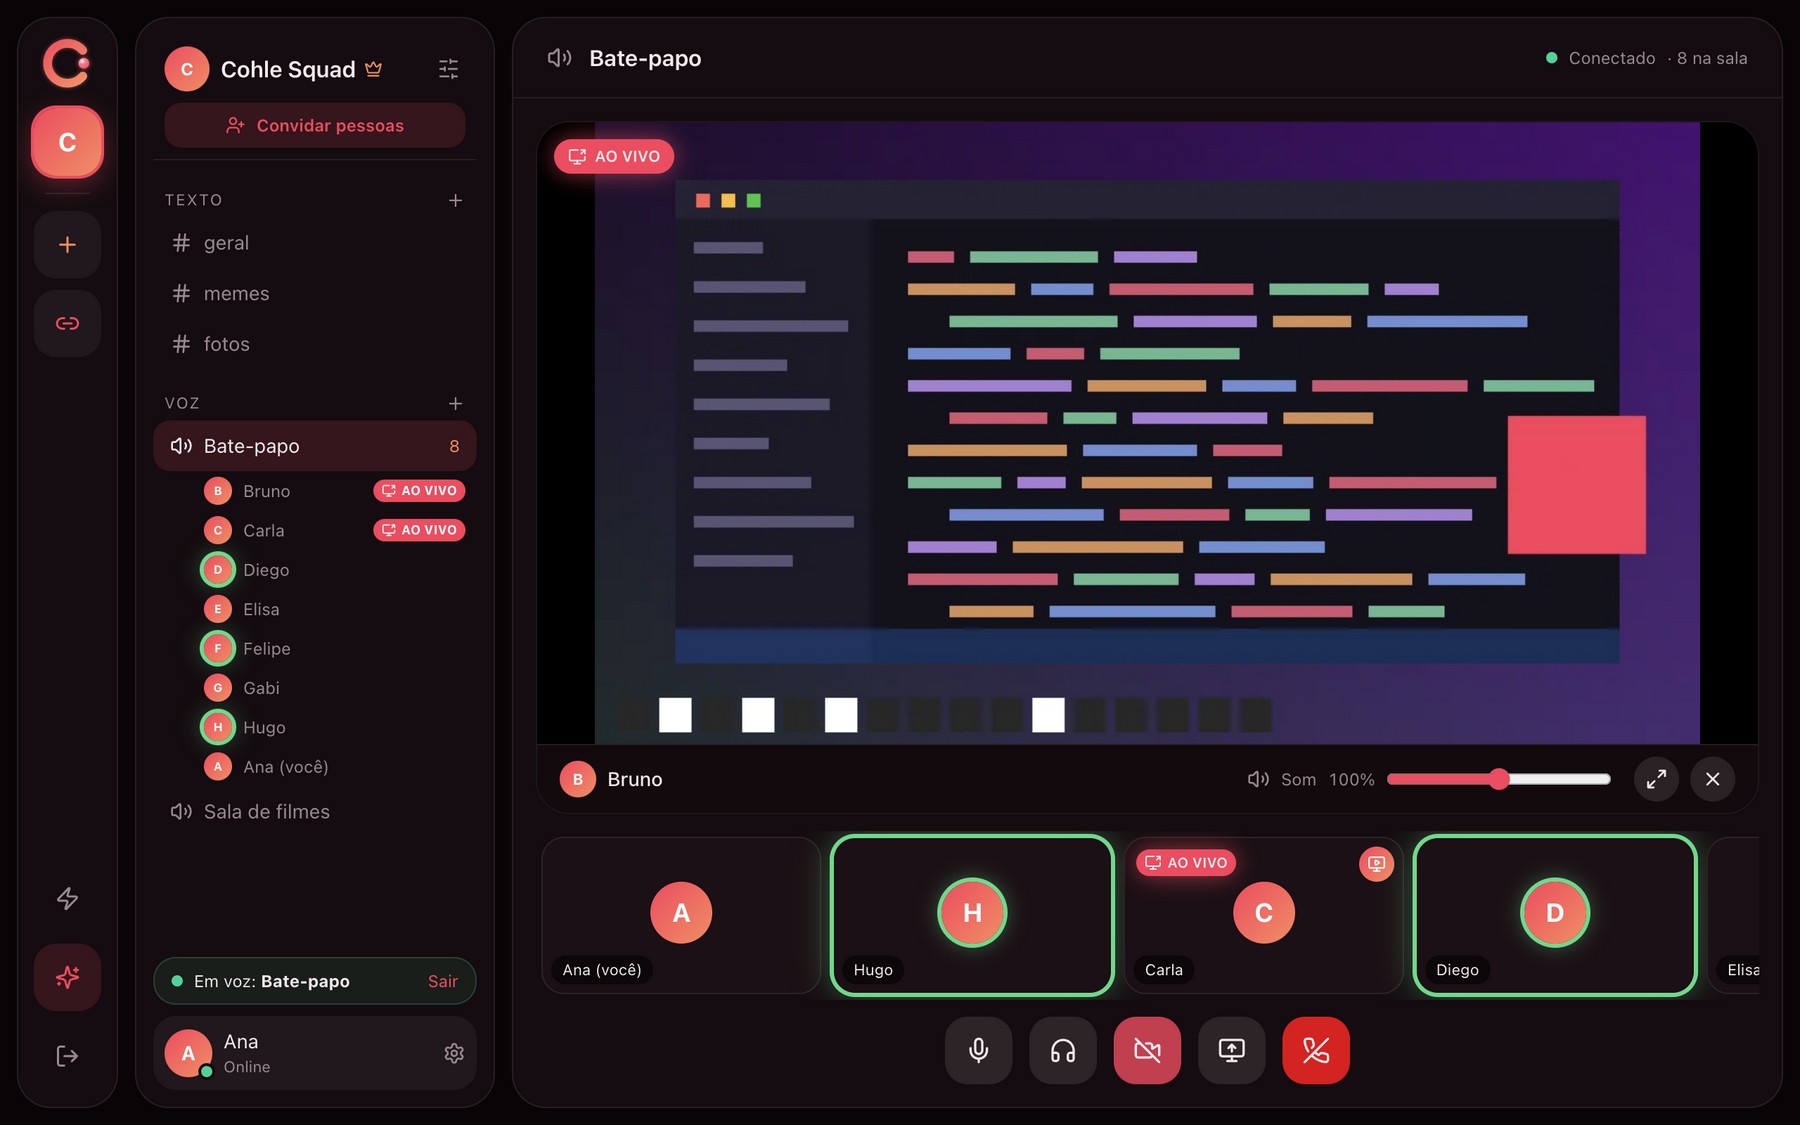 C
Cohle Squad
C
Convidar pessoas
TEXTO
# geral
# memes
# fotos
VOZ
Bate-papo 8
B Bruno AO VIVO
C Carla AO VIVO
D Diego
E Elisa
F Felipe
G Gabi
H Hugo
A Ana (você)
Sala de filmes
Em voz: Bate-papo Sair
A Ana
Online
Bate-papo
Conectado · 8 na sala
AO VIVO
B Bruno
Som 100%
A
Ana (você)
H
Hugo
AO VIVO
C
Carla
D
Diego
Elisa